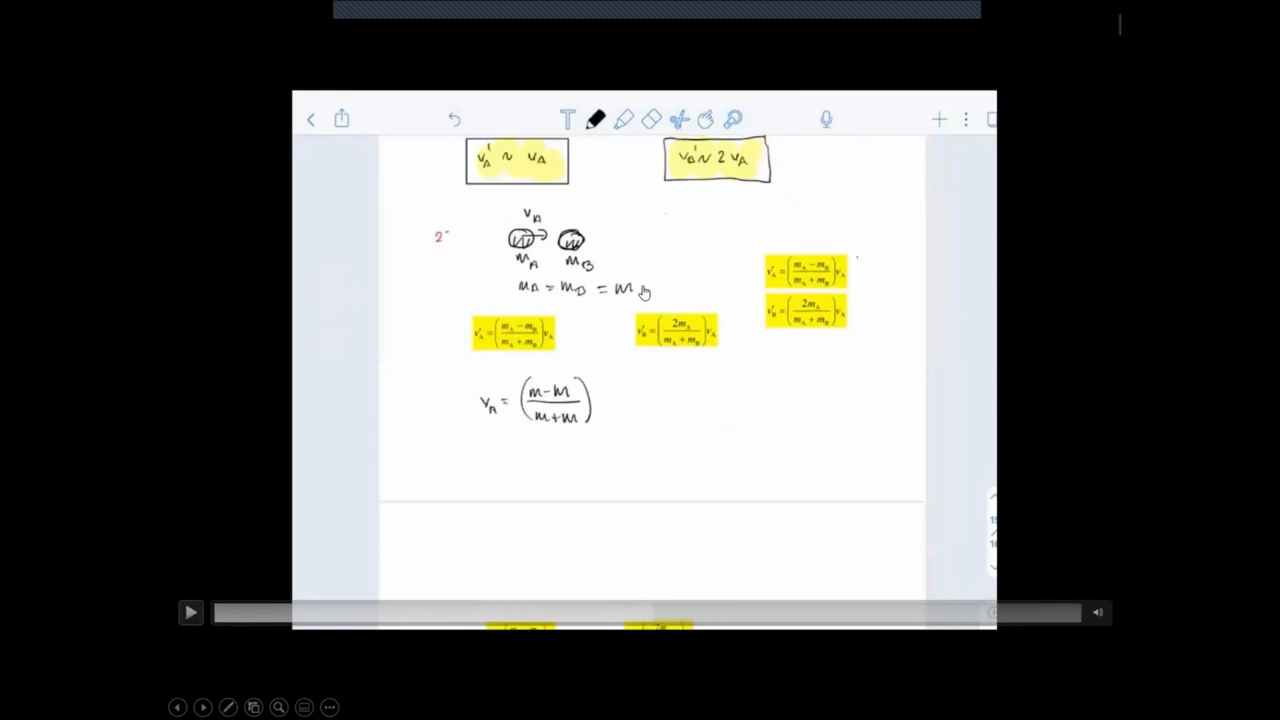 v'A ~ vA
v'B ~ 2 vA
vA
2
mA mB
mA = mB = m
v'A = ((mA − mB)/(mA + mB)) vA
v'B = (2mA/(mA + mB)) vA
v'A = ((mA − mB)/(mA + mB)) vA
v'B = (2mA/(mA + mB)) vA
vA = ((m − m)/(m + m))